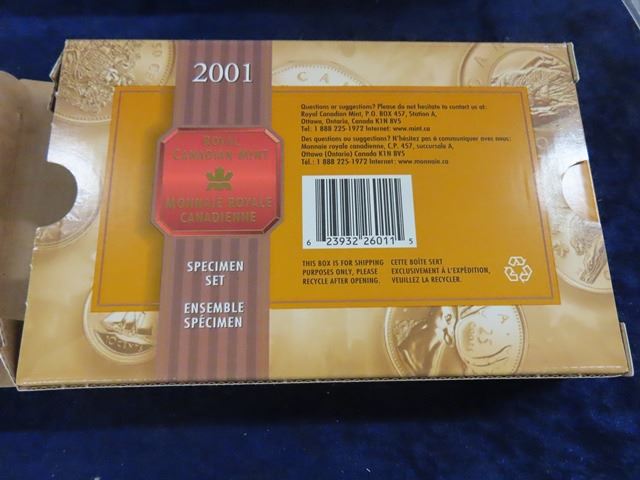 2001
ROYAL
CANADIAN MINT
MONNAIE ROYALE
CANADIENNE
SPECIMEN
SET
ENSEMBLE
SPÉCIMEN
Questions or suggestions? Please do not hesitate to contact us at:
Royal Canadian Mint, P.O. BOX 457, Station A,
Ottawa, Ontario, Canada K1N 8V5
Tel: 1 888 225-1972 Internet: www.mint.ca
Des questions ou suggestions? N'hésitez pas à communiquer avec nous:
Monnaie royale canadienne, C.P. 457, succursale A,
Ottawa (Ontario) Canada K1N 8V5
Tél.: 1 888 225-1972 Internet: www.monnaie.ca
6 23932 26011 5
THIS BOX IS FOR SHIPPING
PURPOSES ONLY, PLEASE
RECYCLE AFTER OPENING.
CETTE BOÎTE SERT
EXCLUSIVEMENT À L'EXPÉDITION,
VEUILLEZ LA RECYCLER.